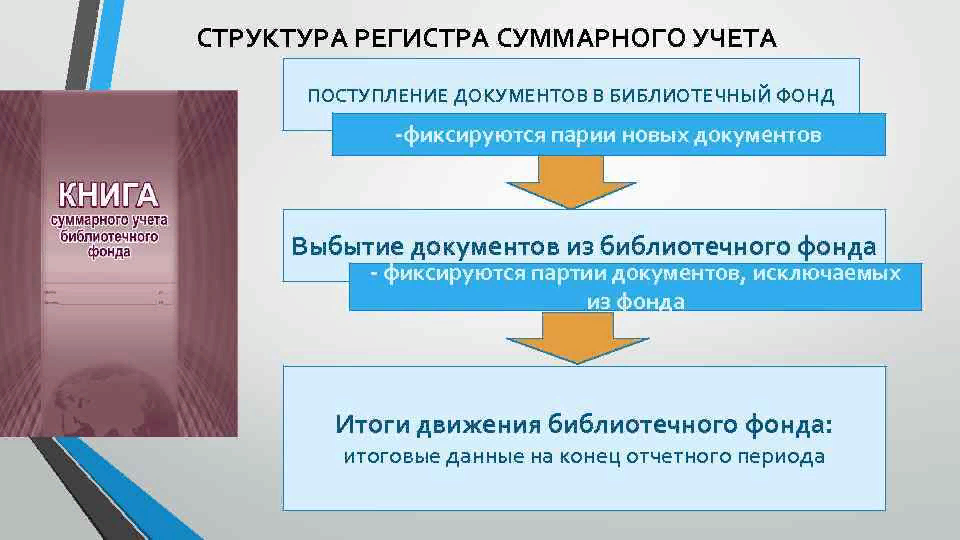 СТРУКТУРА РЕГИСТРА СУММАРНОГО УЧЕТА
ПОСТУПЛЕНИЕ ДОКУМЕНТОВ В БИБЛИОТЕЧНЫЙ ФОНД
-фиксируются парии новых документов
КНИГА
суммарного учета
библиотечного
фонда
Выбытие документов из библиотечного фонда
- фиксируются партии документов, исключаемых
из фонда
Итоги движения библиотечного фонда:
итоговые данные на конец отчетного периода